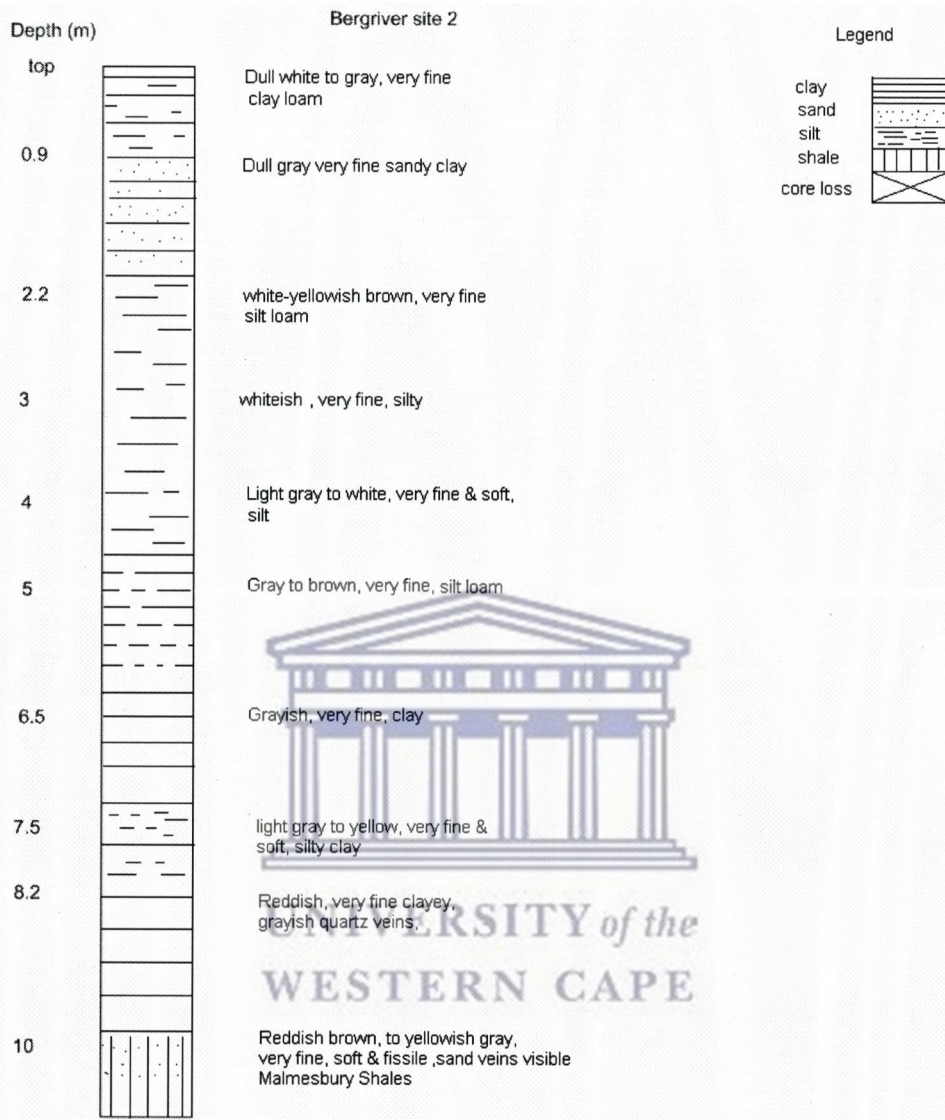 Bergriver site 2
Depth (m)
Legend
top
Dull white to gray, very fine
clay loam
clay
sand
silt
shale
core loss
0.9
Dull gray very fine sandy clay
2.2
white-yellowish brown, very fine
silt loam
3
whiteish , very fine, silty
4
Light gray to white, very fine & soft,
silt
5
Gray to brown, very fine, silt loam
6.5
Grayish, very fine, clay
7.5
light gray to yellow, very fine &
soft, silty clay
8.2
Reddish, very fine clayey,
grayish quartz veins,
UNIVERSITY of the
WESTERN CAPE
10
Reddish brown, to yellowish gray,
very fine, soft & fissile ,sand veins visible
Malmesbury Shales